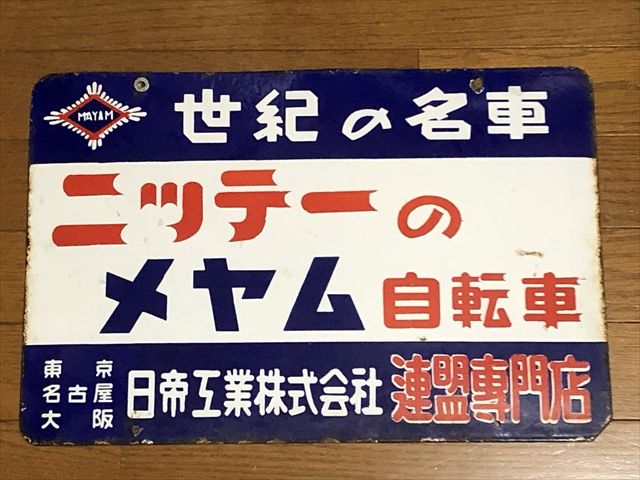 MAYAM
世紀の名車
ニッテーの
メヤム自転車
東京
名古屋
大阪
日帝工業株式会社 連盟專門店